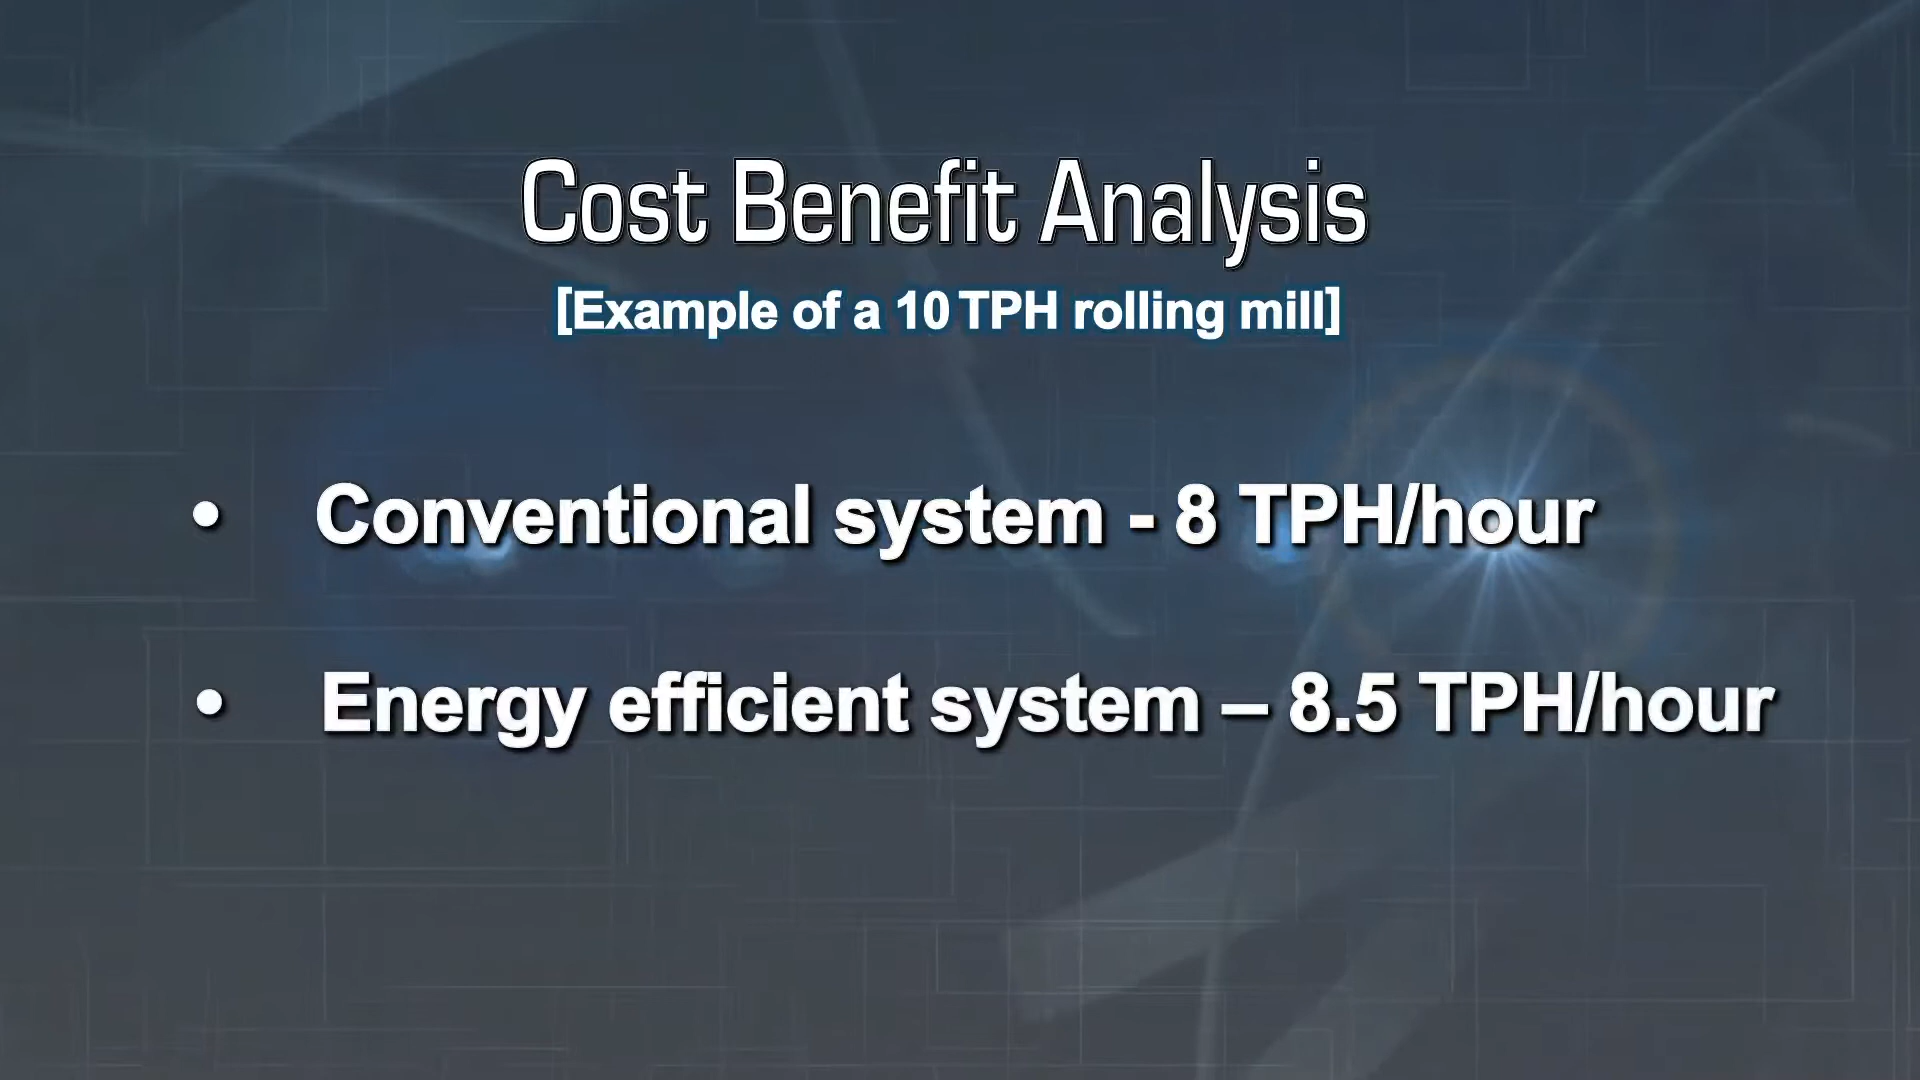 Cost Benefit Analysis
[Example of a 10 TPH rolling mill]
• Conventional system - 8 TPH/hour
• Energy efficient system – 8.5 TPH/hour